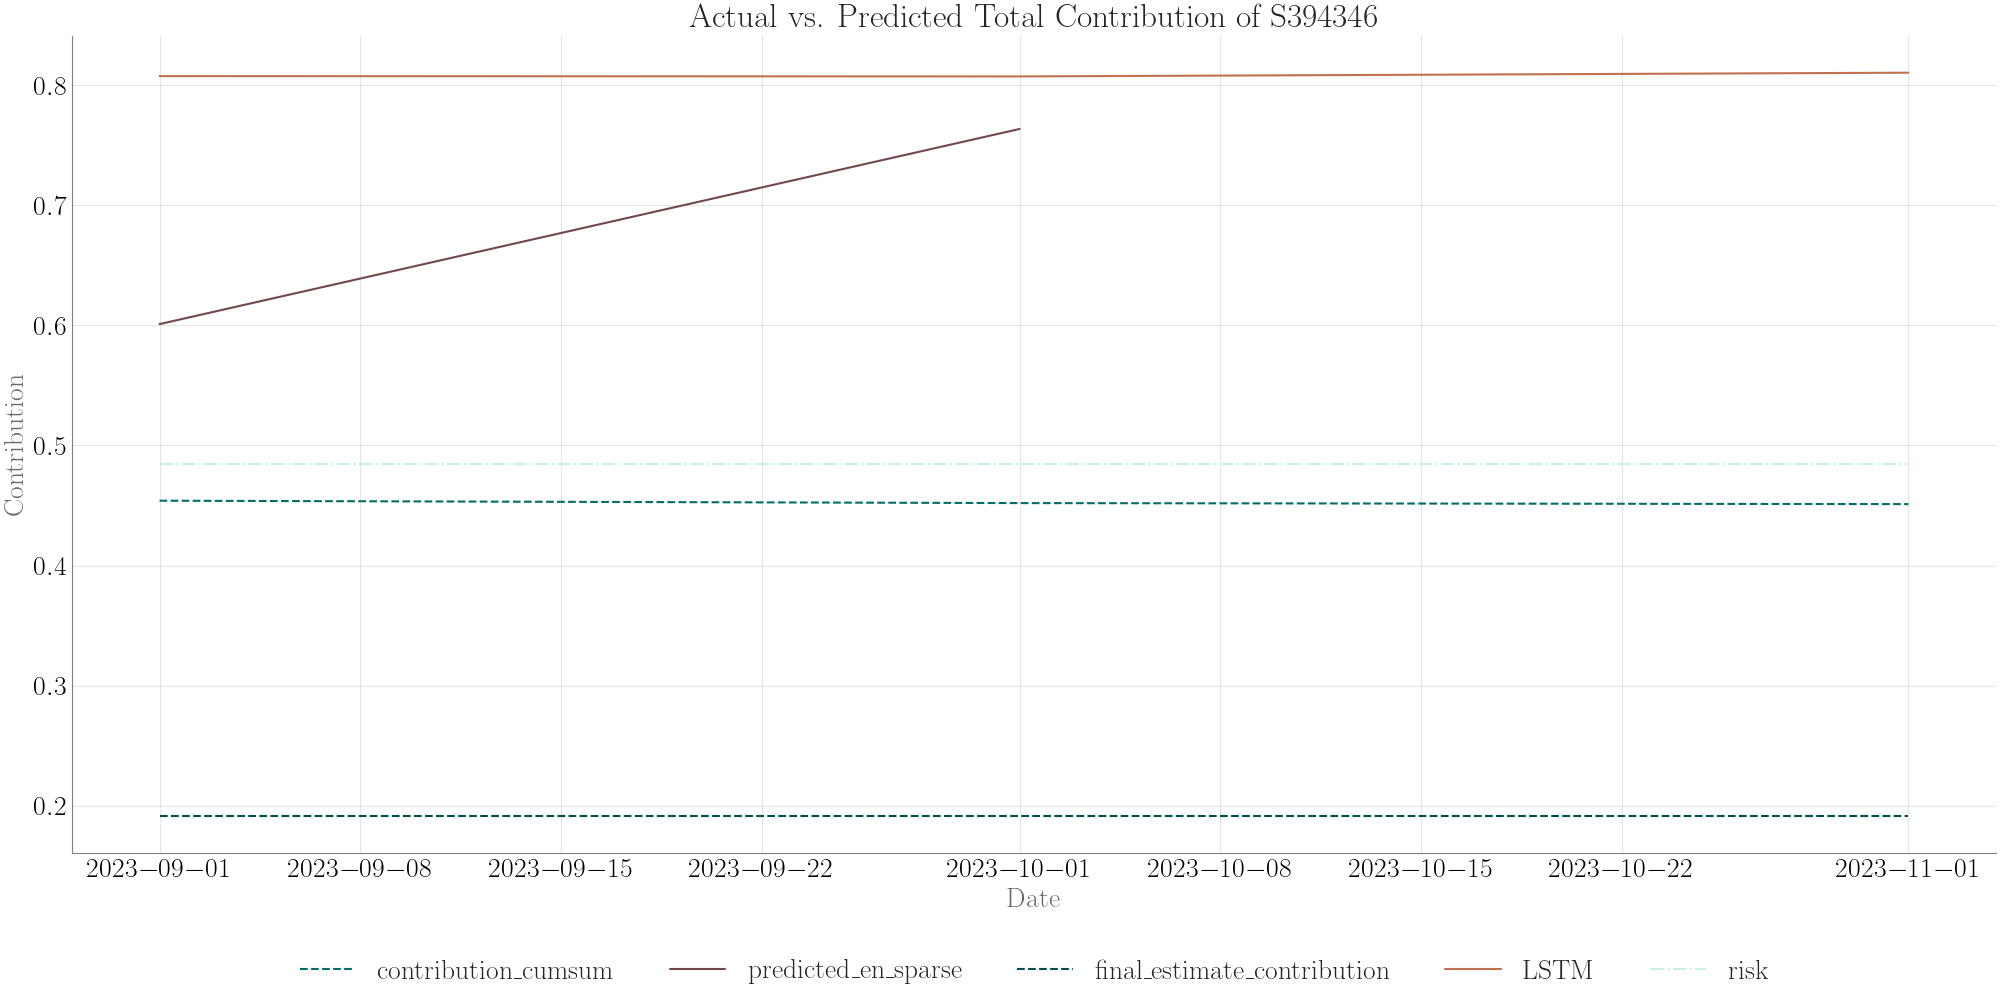 Actual vs. Predicted Total Contribution of S394346
Contribution
0.8
0.7
0.6
0.5
0.4
0.3
0.2
2023−09−01 2023−09−08 2023−09−15 2023−09−22 2023−10−01 2023−10−08 2023−10−15 2023−10−22 2023−11−01
Date
contribution_cumsum predicted_en_sparse final_estimate_contribution LSTM risk